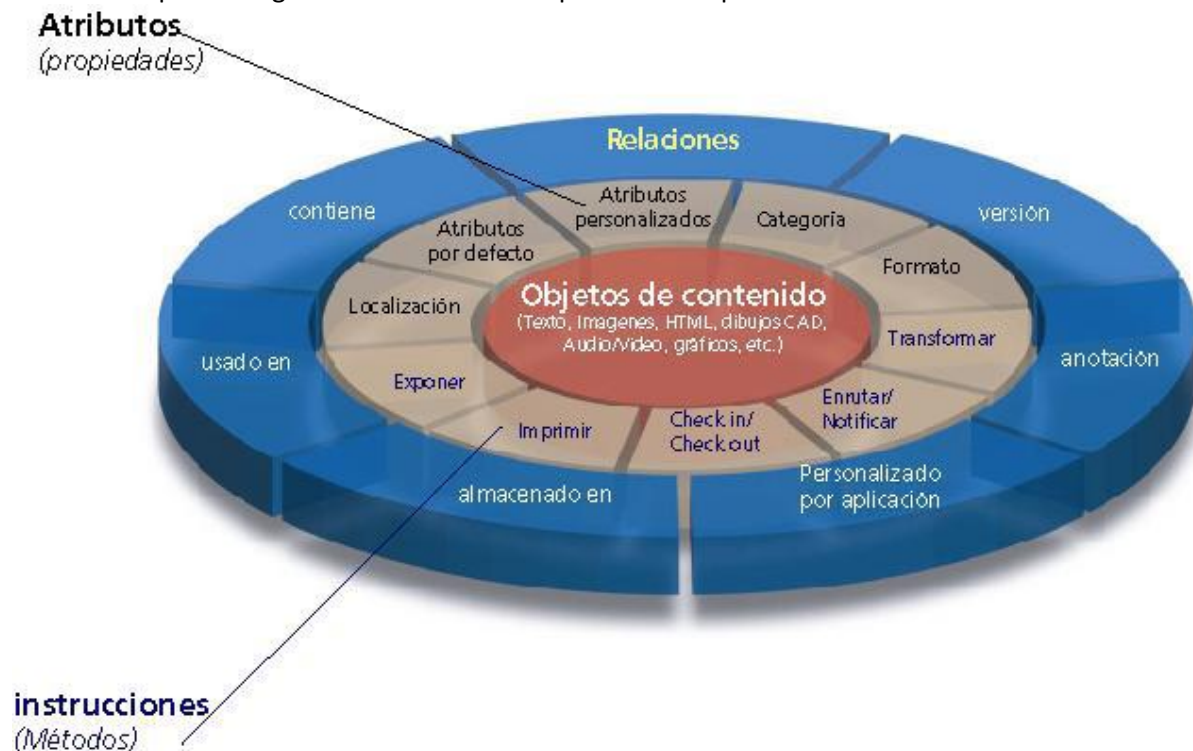 Atributos
(propiedades)
Relaciones
contiene
Atributos
personalizados
Categoría
versión
Atributos
por defecto
Formato
Objetos de contenido
(Texto, Imagenes, HTML, dibujos CAD,
Audio/Video, gráficos, etc.)
Localización
Transformar
usado en
anotación
Exponer
Enrutar/
Notificar
Imprimir
Check in/
Check out
almacenado en
Personalizado
por aplicación
instrucciones
(Métodos)